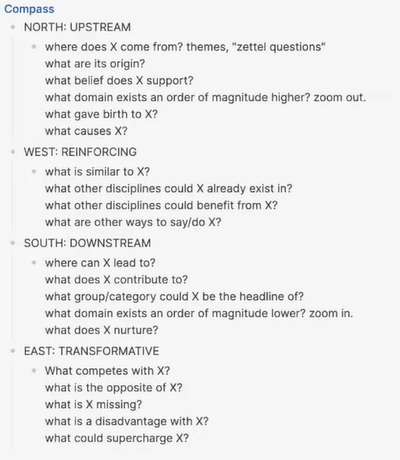 Compass
NORTH: UPSTREAM
where does X come from? themes, "zettel questions"
what are its origin?
what belief does X support?
what domain exists an order of magnitude higher? zoom out.
what gave birth to X?
what causes X?
WEST: REINFORCING
what is similar to X?
what other disciplines could X already exist in?
what other disciplines could benefit from X?
what are other ways to say/do X?
SOUTH: DOWNSTREAM
where can X lead to?
what does X contribute to?
what group/category could X be the headline of?
what domain exists an order of magnitude lower? zoom in.
what does X nurture?
EAST: TRANSFORMATIVE
What competes with X?
what is the opposite of X?
what is X missing?
what is a disadvantage with X?
what could supercharge X?